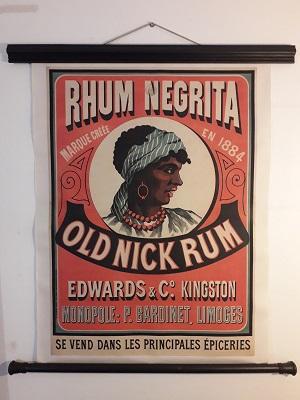 RHUM NEGRITA
MARQUE CRÉÉE
EN 1884
OLD NICK RUM
EDWARDS & Cº. KINGSTON
MONOPOLE: P. BARDINET, LIMOGES
SE VEND DANS LES PRINCIPALES ÉPICERIES